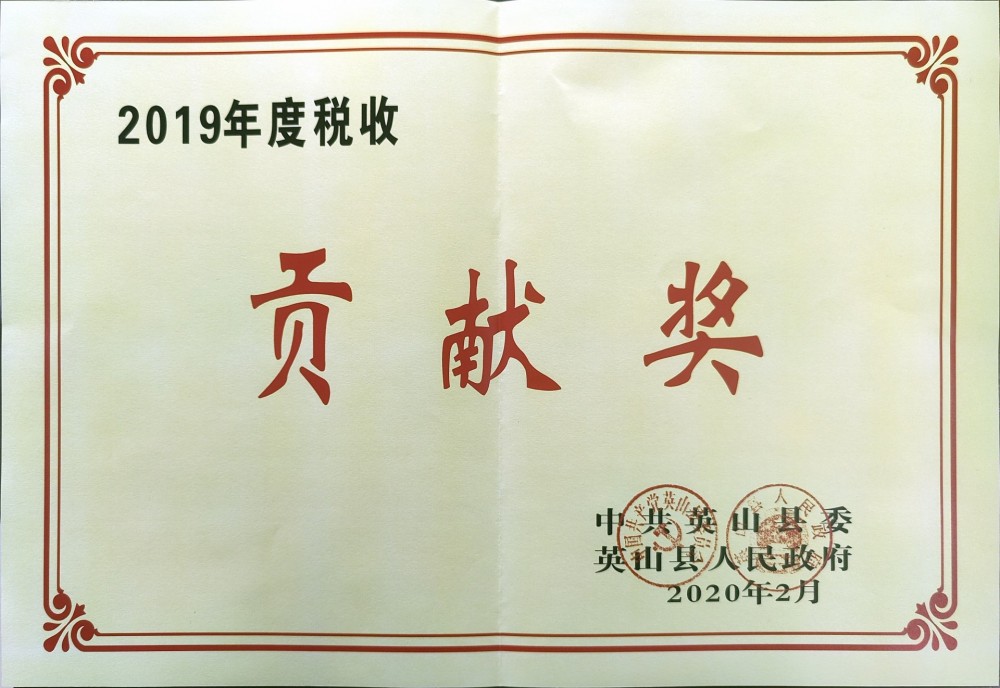 2019年度税收
贡献奖
中共英山县委
英山县人民政府
2020年2月